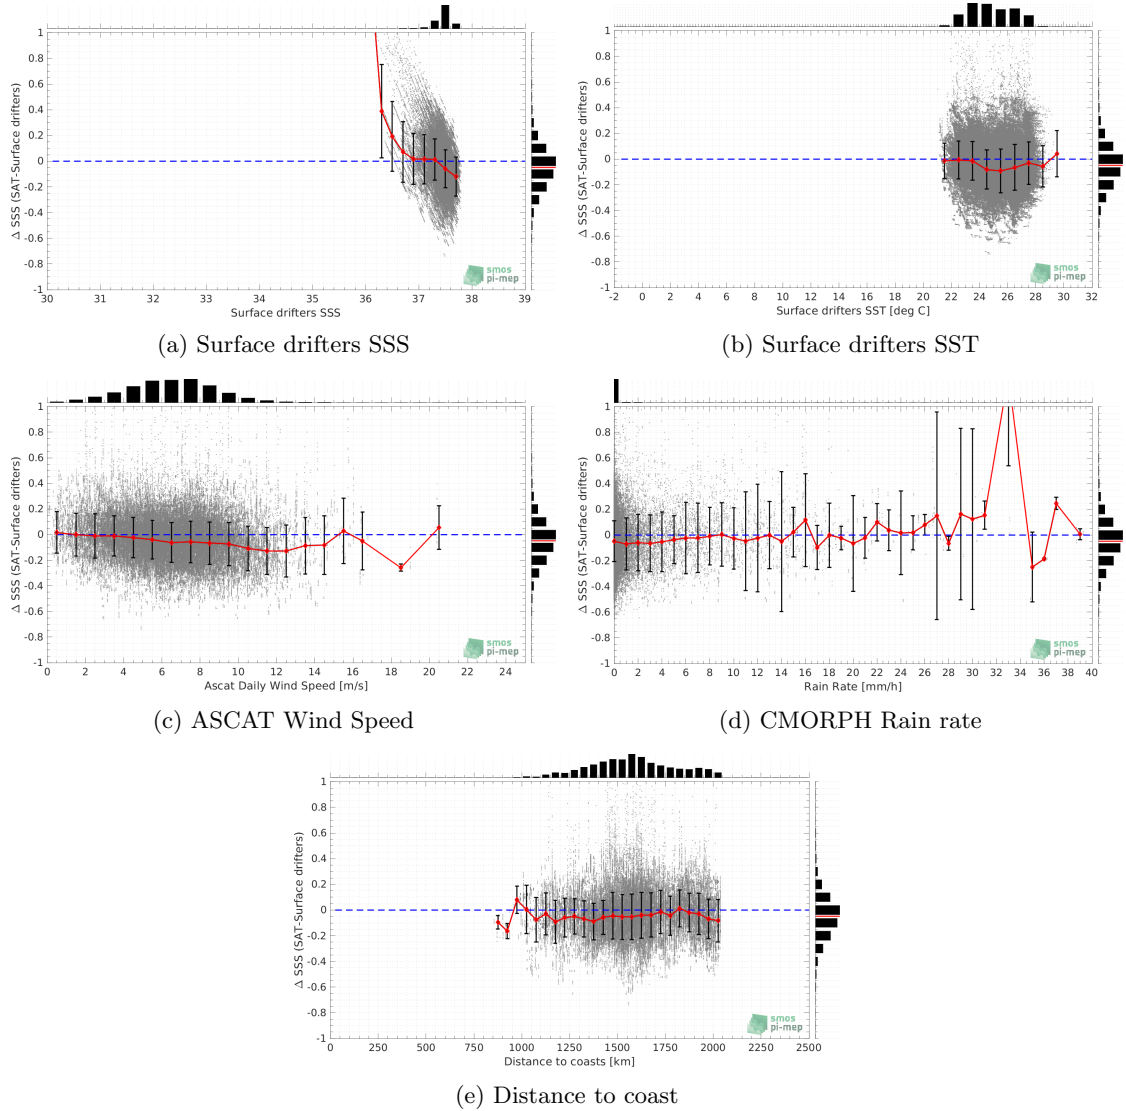 1
0.8
0.6
0.4
0.2
0
-0.2
-0.4
-0.6
-0.8
-1
Δ SSS (SAT-Surface drifters)
smos
pi-mep
30 31 32 33 34 35 36 37 38 39
Surface drifters SSS
(a) Surface drifters SSS
1
0.8
0.6
0.4
0.2
0
-0.2
-0.4
-0.6
-0.8
-1
Δ SSS (SAT-Surface drifters)
smos
pi-mep
-2 0 2 4 6 8 10 12 14 16 18 20 22 24 26 28 30 32
Surface drifters SST [deg C]
(b) Surface drifters SST
1
0.8
0.6
0.4
0.2
0
-0.2
-0.4
-0.6
-0.8
-1
Δ SSS (SAT-Surface drifters)
smos
pi-mep
0 2 4 6 8 10 12 14 16 18 20 22 24
Ascat Daily Wind Speed [m/s]
(c) ASCAT Wind Speed
1
0.8
0.6
0.4
0.2
0
-0.2
-0.4
-0.6
-0.8
-1
Δ SSS (SAT-Surface drifters)
smos
pi-mep
0 2 4 6 8 10 12 14 16 18 20 22 24 26 28 30 32 34 36 38 40
Rain Rate [mm/h]
(d) CMORPH Rain rate
1
0.8
0.6
0.4
0.2
0
-0.2
-0.4
-0.6
-0.8
-1
Δ SSS (SAT-Surface drifters)
smos
pi-mep
0 250 500 750 1000 1250 1500 1750 2000 2250 2500
Distance to coasts [km]
(e) Distance to coast